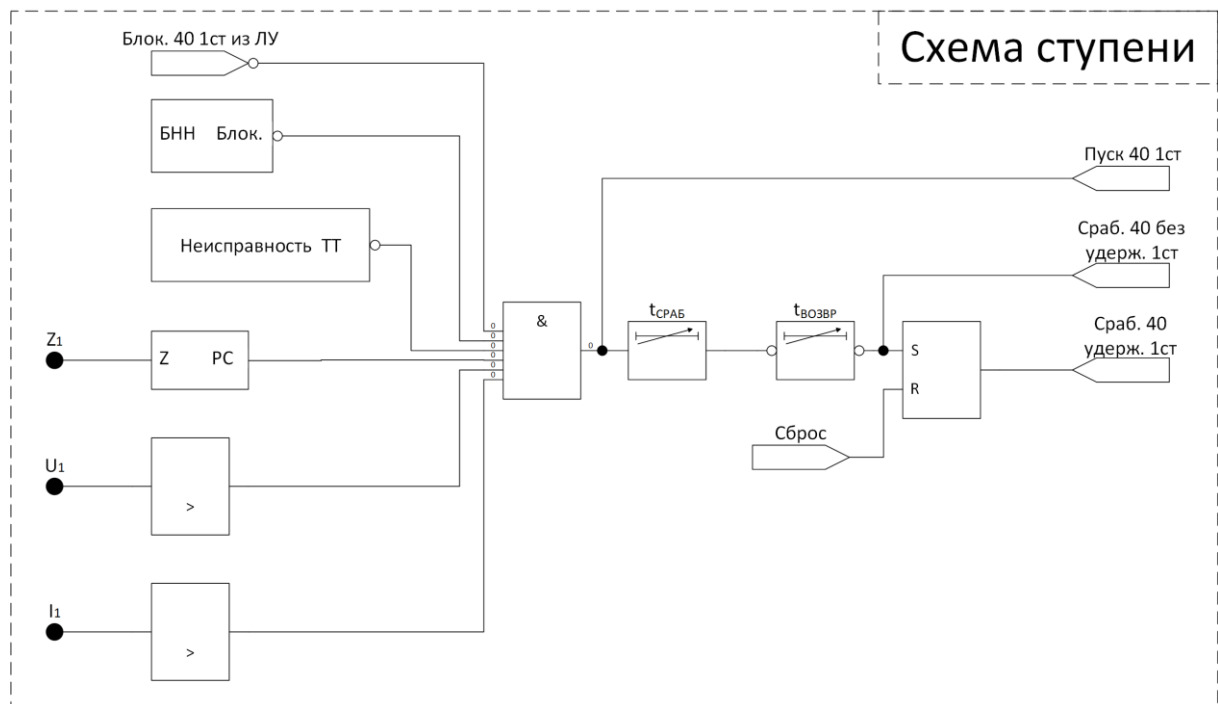 Схема ступени
Блок. 40 1ст из ЛУ
БНН Блок.
Неисправность ТТ
Z1
Z РС
U1
>
I1
>
&
0
0
0
0
0
0
0
tСРАБ
tВОЗВР
S
R
Сброс
Пуск 40 1ст
Сраб. 40 без
удерж. 1ст
Сраб. 40
удерж. 1ст